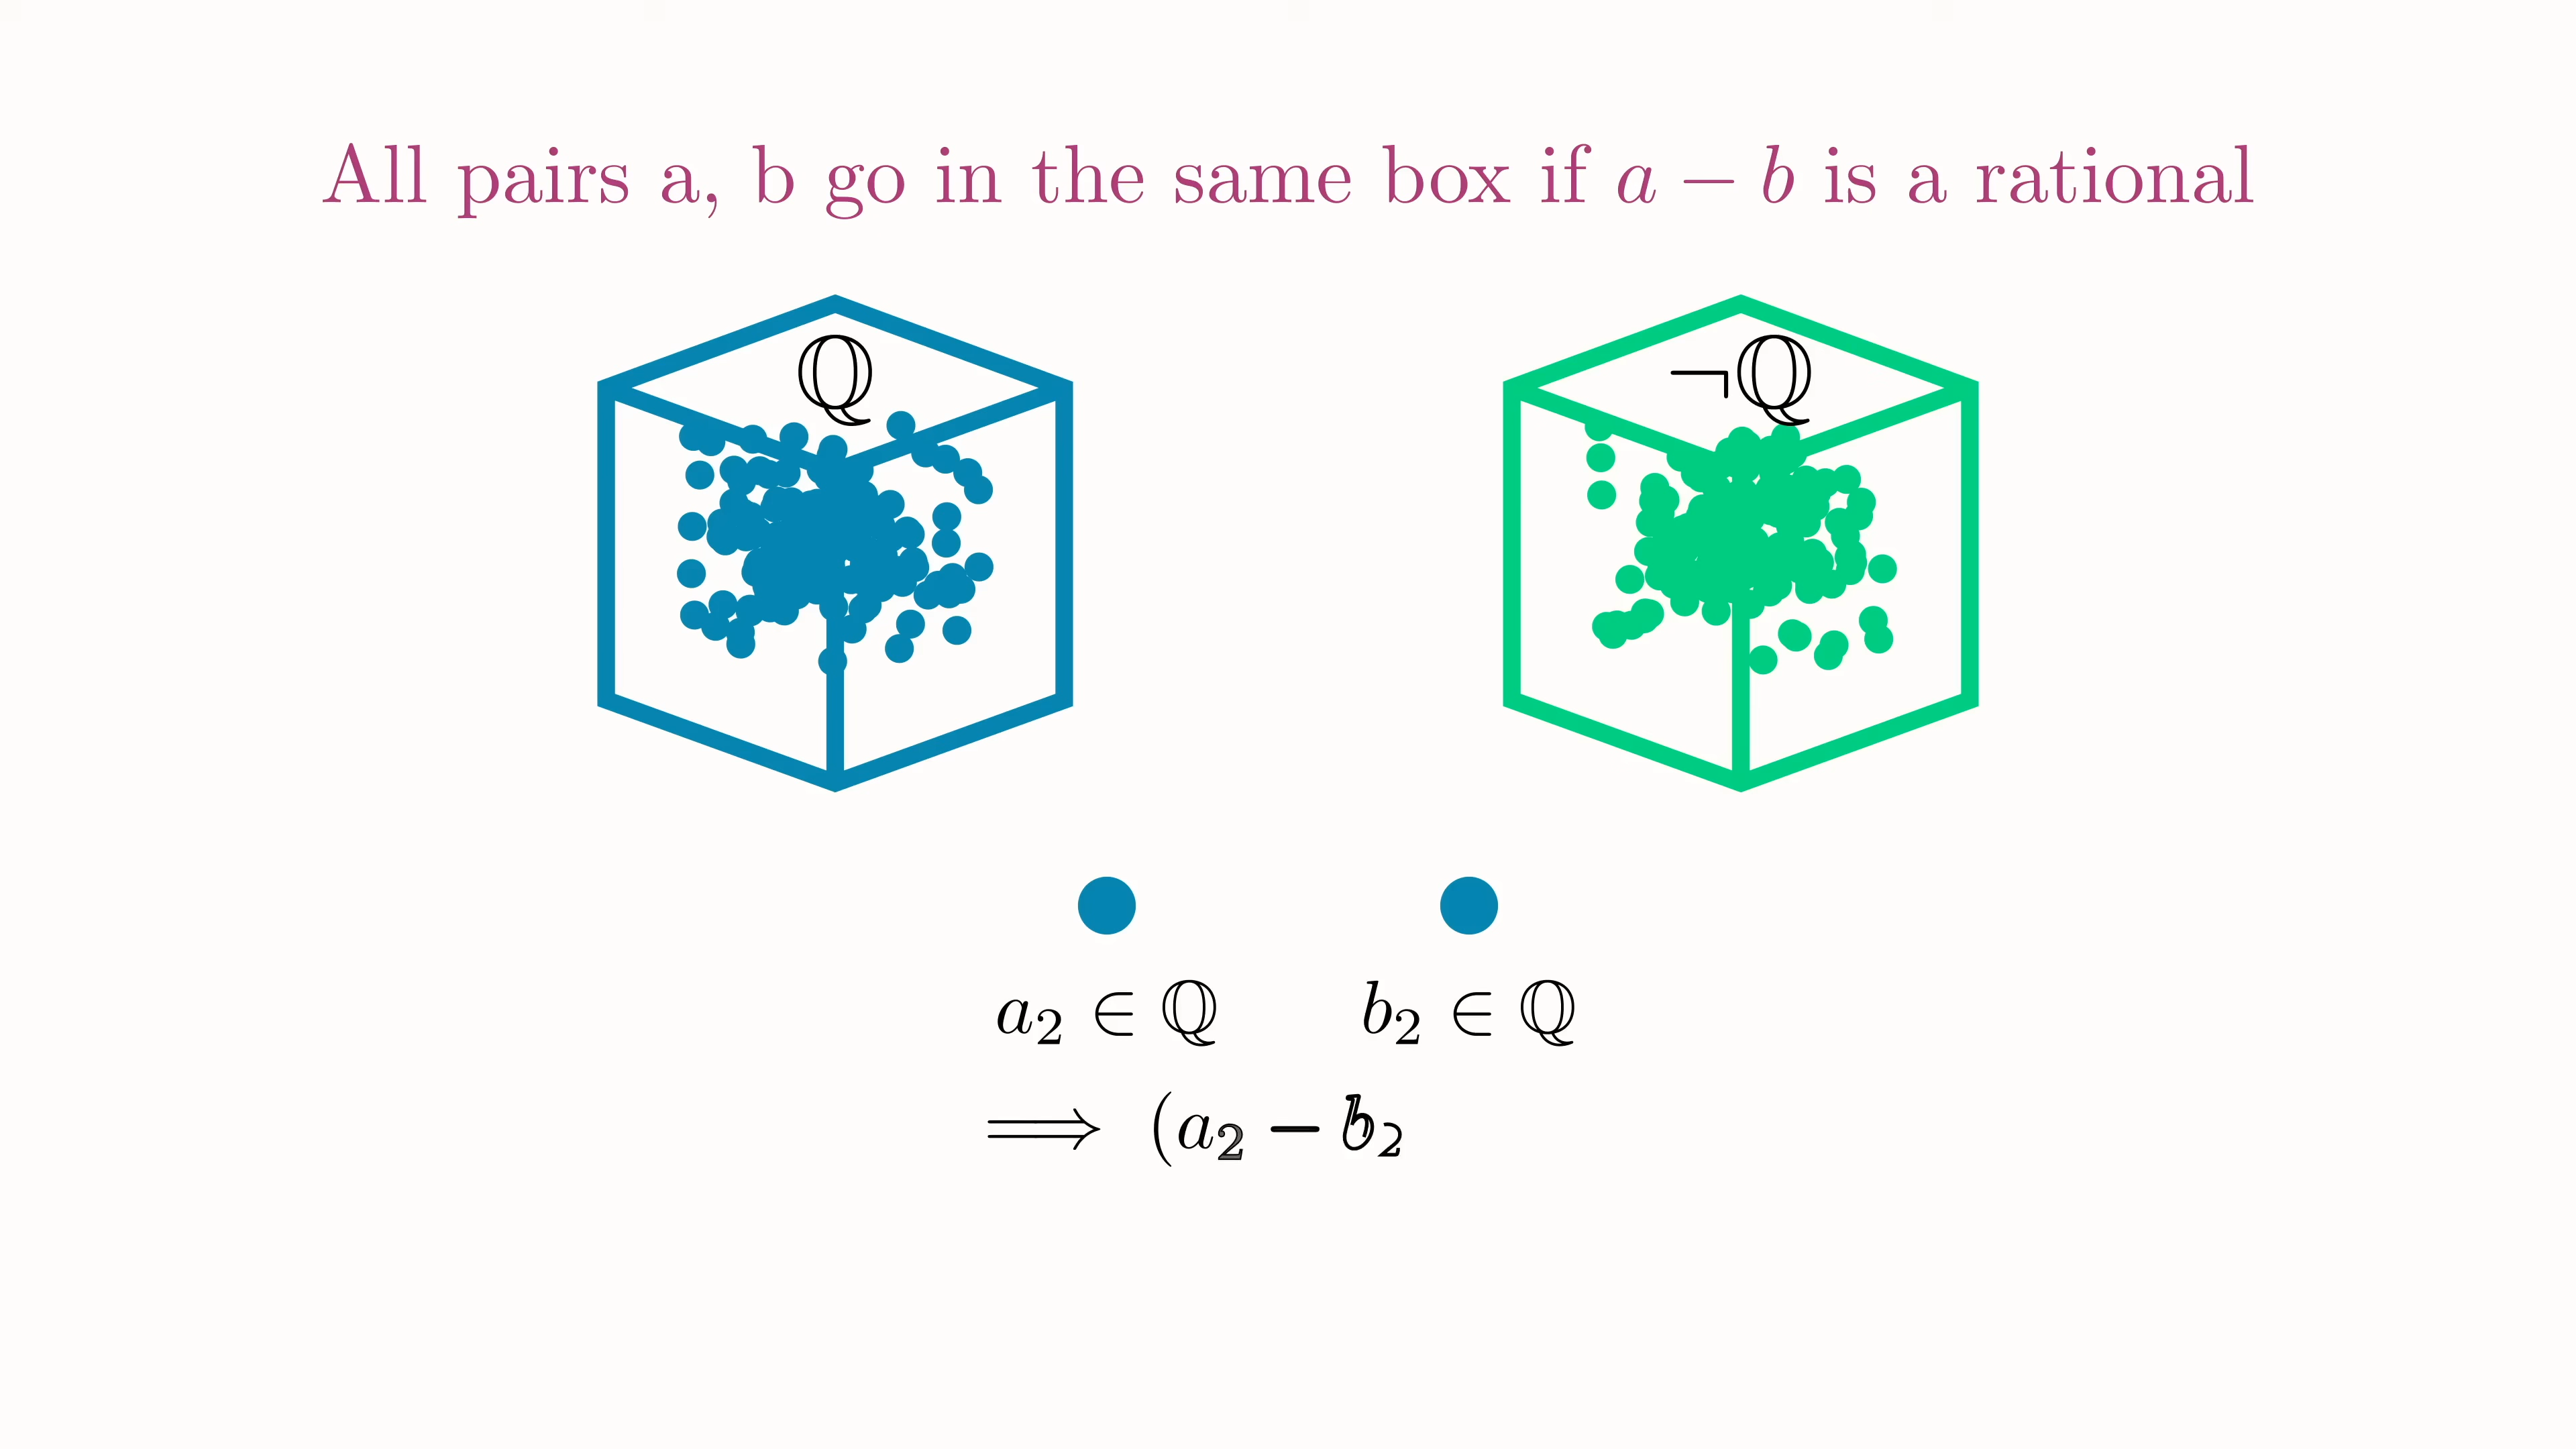 All pairs a, b go in the same box if a − b is a rational
ℚ ¬ℚ
a₂ ∈ ℚ b₂ ∈ ℚ
⟹ (a₂ − b₂